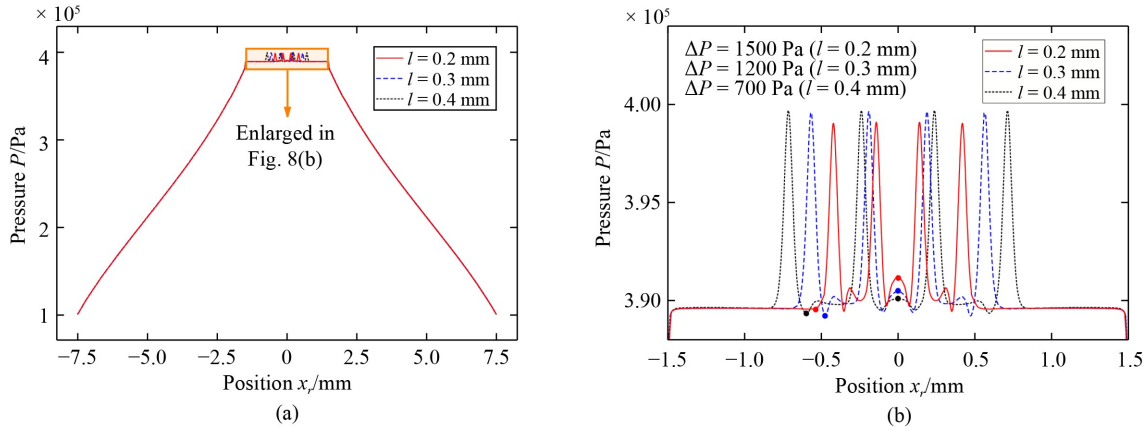 × 10⁵
4
3
2
1
Pressure P/Pa
l = 0.2 mm
l = 0.3 mm
l = 0.4 mm
Enlarged in
Fig. 8(b)
−7.5 −5.0 −2.5 0 2.5 5.0 7.5
Position xᵣ/mm
(a)
× 10⁵
4.00
3.95
3.90
Pressure P/Pa
ΔP = 1500 Pa (l = 0.2 mm)
ΔP = 1200 Pa (l = 0.3 mm)
ΔP = 700 Pa (l = 0.4 mm)
l = 0.2 mm
l = 0.3 mm
l = 0.4 mm
−1.5 −1.0 −0.5 0 0.5 1.0 1.5
Position xᵣ/mm
(b)